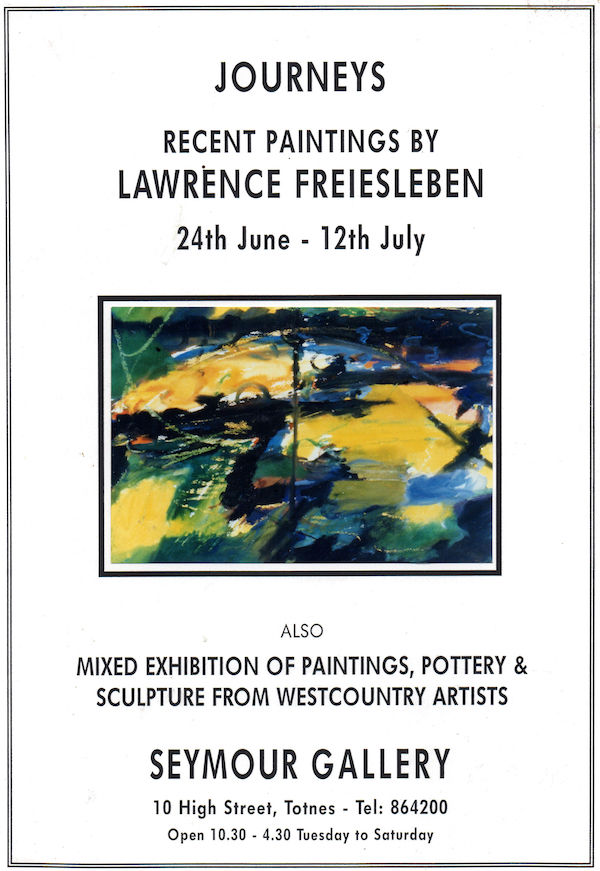 JOURNEYS
RECENT PAINTINGS BY
LAWRENCE FREIESLEBEN
24th June - 12th July
ALSO
MIXED EXHIBITION OF PAINTINGS, POTTERY &
SCULPTURE FROM WESTCOUNTRY ARTISTS
SEYMOUR GALLERY
10 High Street, Totnes - Tel: 864200
Open 10.30 - 4.30 Tuesday to Saturday